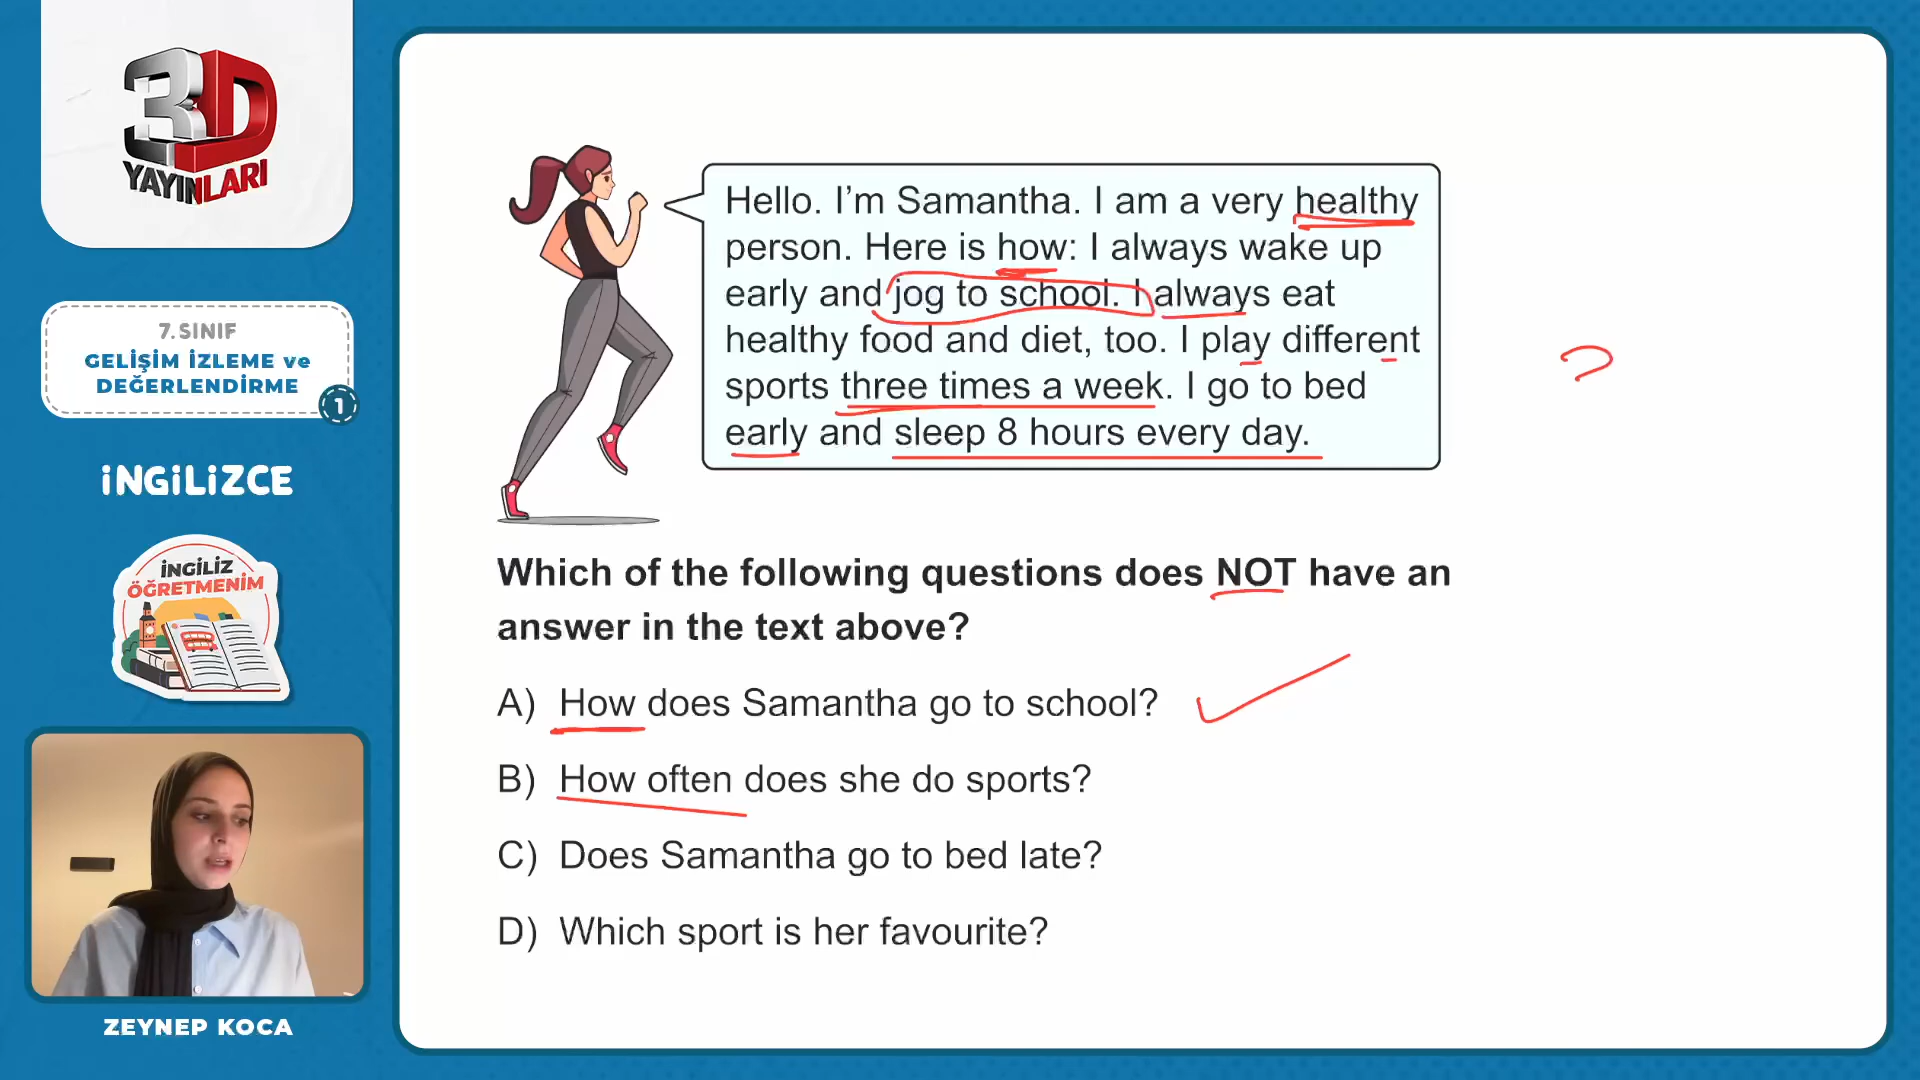 3D
YAYINLARI
7. SINIF
GELİŞİM İZLEME ve
DEĞERLENDİRME
1
İNGİLİZCE
İNGİLİZ
ÖĞRETMENİM
ZEYNEP KOCA
Hello. I’m Samantha. I am a very healthy
person. Here is how: I always wake up
early and jog to school. I always eat
healthy food and diet, too. I play different
sports three times a week. I go to bed
early and sleep 8 hours every day.
Which of the following questions does NOT have an
answer in the text above?
A) How does Samantha go to school?
B) How often does she do sports?
C) Does Samantha go to bed late?
D) Which sport is her favourite?